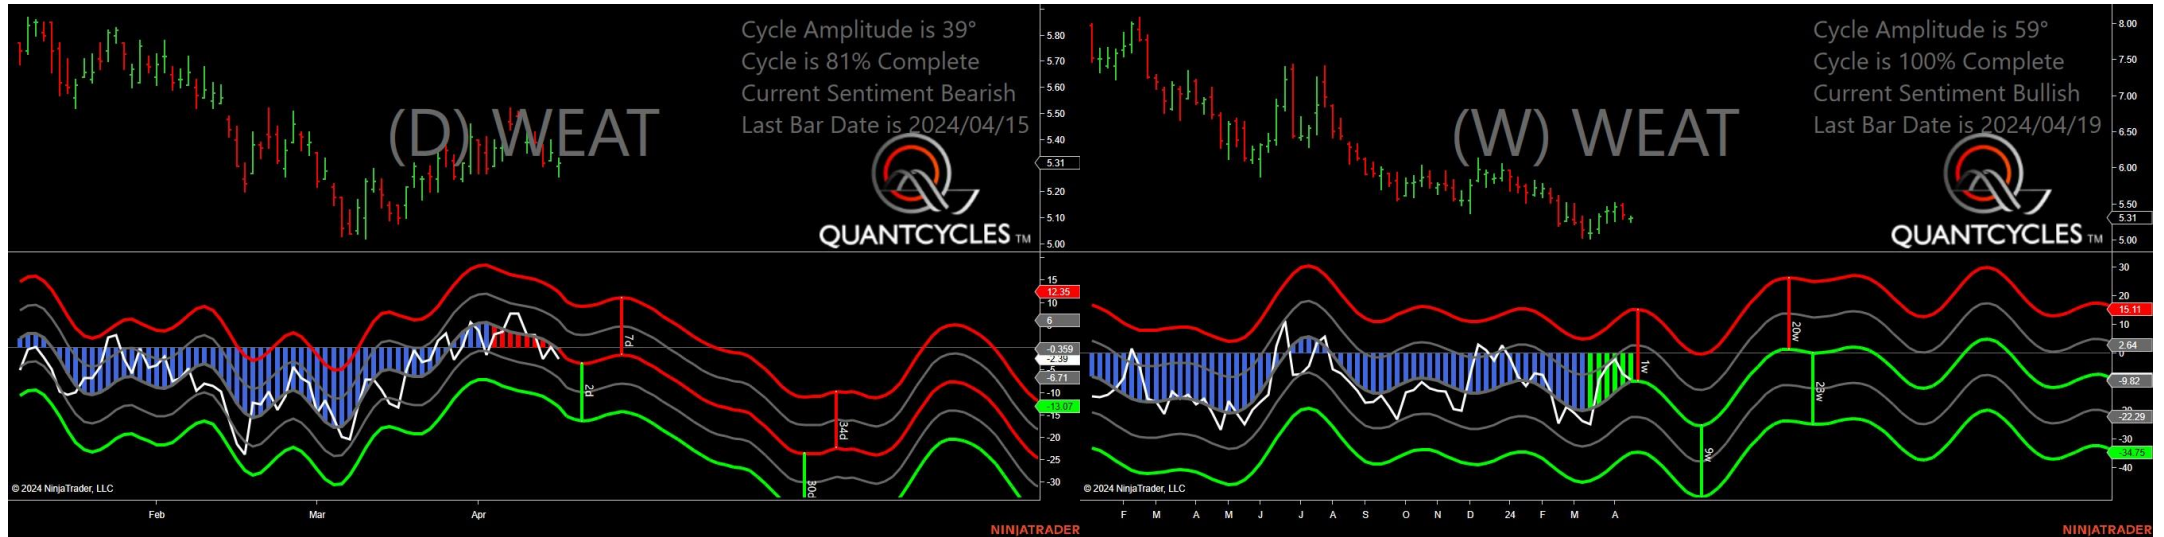 Cycle Amplitude is 39°
Cycle is 81% Complete
Current Sentiment Bearish
Last Bar Date is 2024/04/15
(D) WEAT
QUANTCYCLES TM
5.80
5.70
5.60
5.50
5.40
5.31
5.20
5.10
5.00
15
12.35
10
6
-0.359
-2.39
-6.71
-10
-13.07
-15
-20
-25
-30
2d
7d
30d
34d
© 2024 NinjaTrader, LLC
Feb Mar Apr
NINJATRADER
Cycle Amplitude is 59°
Cycle is 100% Complete
Current Sentiment Bullish
Last Bar Date is 2024/04/19
(W) WEAT
QUANTCYCLES TM
8.00
7.50
7.00
6.50
6.00
5.50
5.31
5.00
30
20
15.11
10
2.64
0
-9.82
-22.29
-30
-34.75
-40
1w
9w
20w
23w
© 2024 NinjaTrader, LLC
F M A M J J A S O N D 24 F M A
NINJATRADER